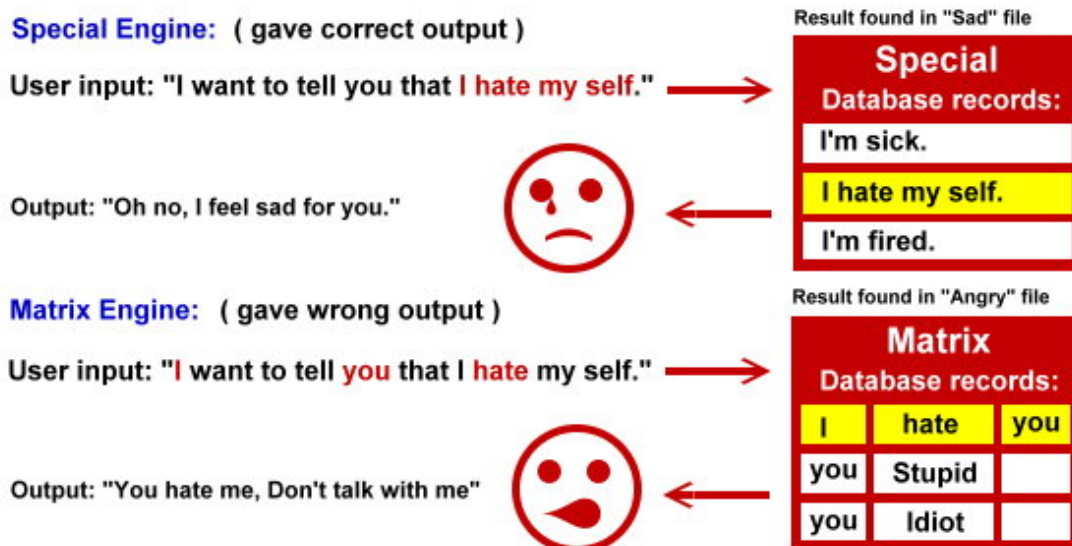 Special Engine: ( gave correct output )
Result found in "Sad" file
User input: "I want to tell you that I hate my self."
Special
Database records:
I'm sick.
I hate my self.
I'm fired.
Output: "Oh no, I feel sad for you."
Matrix Engine: ( gave wrong output )
Result found in "Angry" file
User input: "I want to tell you that I hate my self."
Matrix
Database records:
I hate you
you Stupid
you Idiot
Output: "You hate me, Don't talk with me"